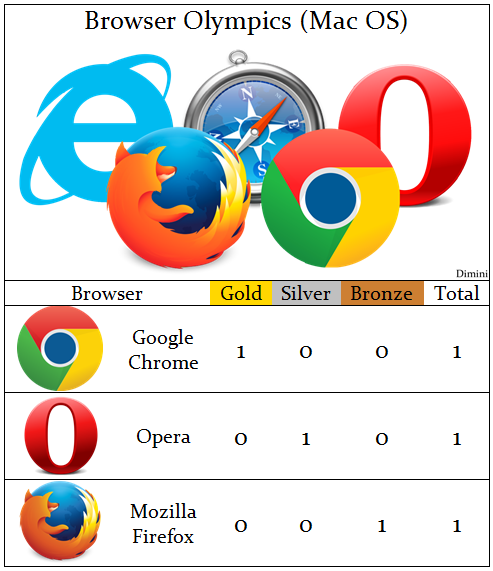 Browser Olympics (Mac OS)
N
E
S
Dimini
Browser Gold Silver Bronze Total
Google
Chrome 1 0 0 1
Opera 0 1 0 1
Mozilla
Firefox 0 0 1 1